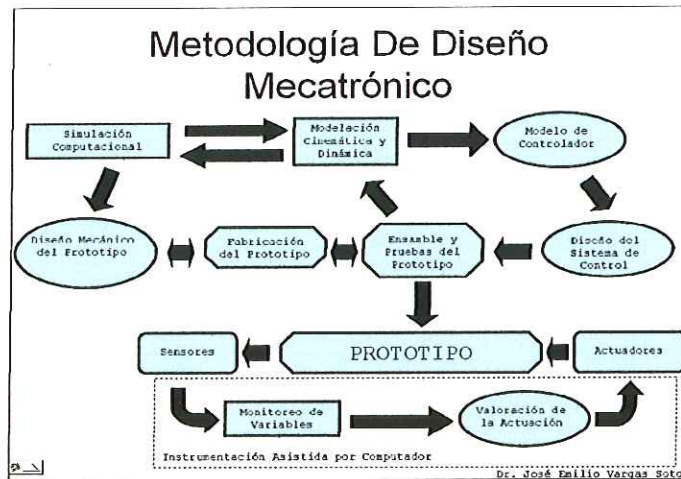 Metodología De Diseño
Mecatrónico
Simulación
Computacional
Modelación
Cinemática y
Dinámica
Modelo de
Controlador
Diseño Mecánico
del Prototipo
Fabricación
del Prototipo
Ensamble y
Pruebas del
Prototipo
Diseño del
Sistema de
Control
Sensores
PROTOTIPO
Actuadores
Monitoreo de
Variables
Valoración de
la Actuación
Instrumentación Asistida por Computador
Dr. José Emilio Vargas Soto